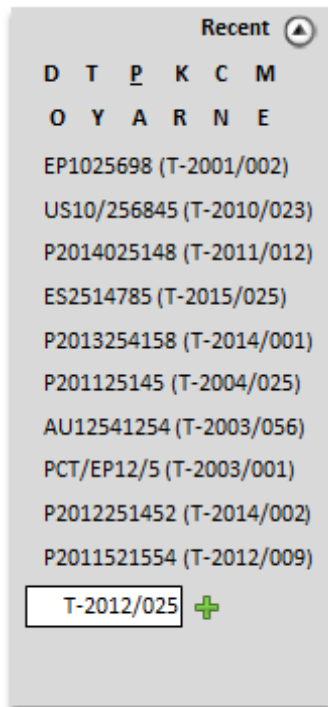 Recent
D T P K C M
O Y A R N E
EP1025698 (T-2001/002)
US10/256845 (T-2010/023)
P2014025148 (T-2011/012)
ES2514785 (T-2015/025)
P2013254158 (T-2014/001)
P201125145 (T-2004/025)
AU12541254 (T-2003/056)
PCT/EP12/5 (T-2003/001)
P2012251452 (T-2014/002)
P2011521554 (T-2012/009)
T-2012/025